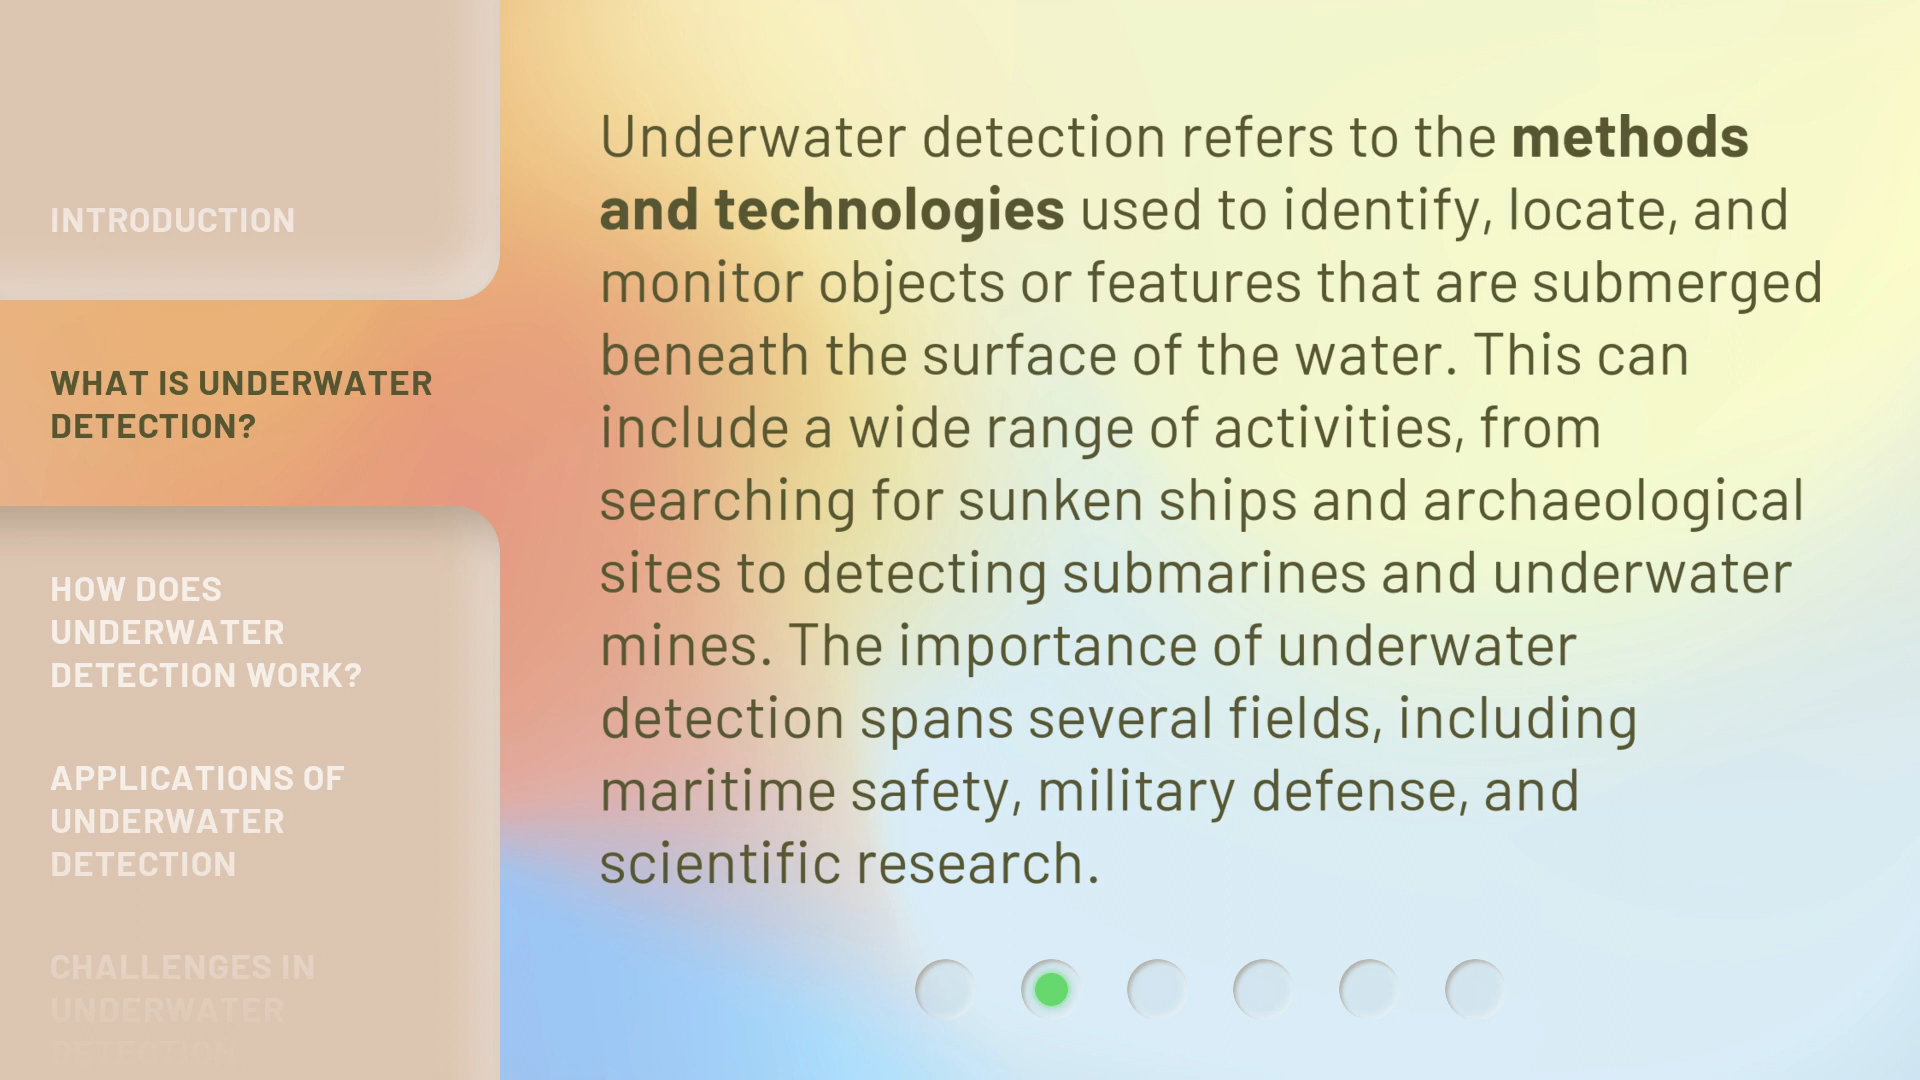 INTRODUCTION
WHAT IS UNDERWATER
DETECTION?
HOW DOES
UNDERWATER
DETECTION WORK?
APPLICATIONS OF
UNDERWATER
DETECTION
CHALLENGES IN
UNDERWATER
DETECTION
Underwater detection refers to the methods
and technologies used to identify, locate, and
monitor objects or features that are submerged
beneath the surface of the water. This can
include a wide range of activities, from
searching for sunken ships and archaeological
sites to detecting submarines and underwater
mines. The importance of underwater
detection spans several fields, including
maritime safety, military defense, and
scientific research.